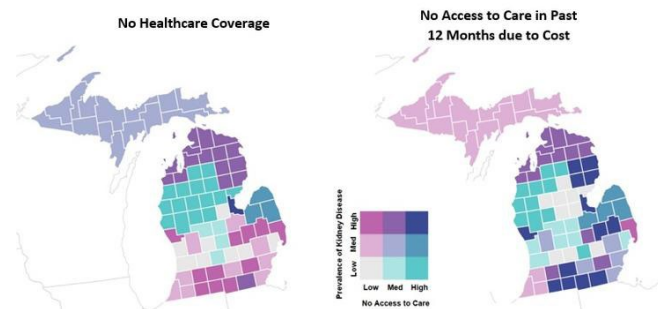 No Healthcare Coverage
No Access to Care in Past
12 Months due to Cost
Prevalence of Kidney Disease
High
Med
Low
Low Med High
No Access to Care